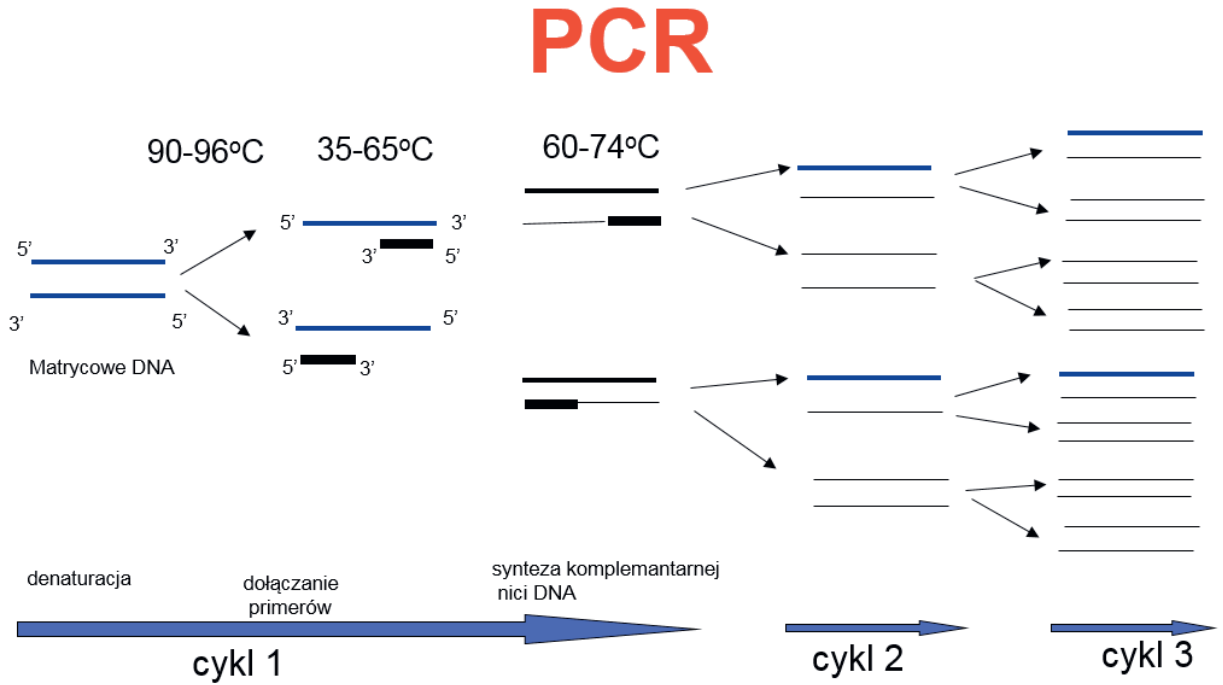 PCR
90-96ºC
35-65ºC
60-74ºC
5’
3’
3’
5’
Matrycowe DNA
5’
3’
3’
5’
3’
5’
5’
3’
denaturacja
dołączanie
primerów
synteza komplemantarnej
nici DNA
cykl 1
cykl 2
cykl 3